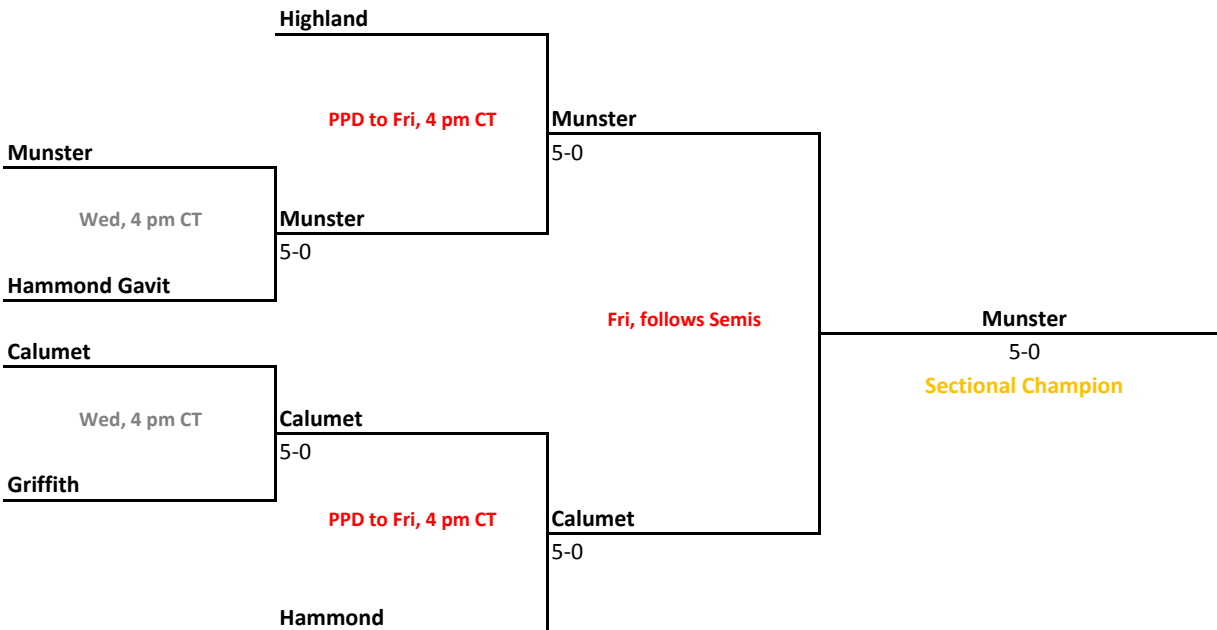 Highland
PPD to Fri, 4 pm CT
Munster
5-0
Munster
Wed, 4 pm CT
Munster
5-0
Hammond Gavit
Fri, follows Semis
Munster
5-0
Sectional Champion
Calumet
Wed, 4 pm CT
Calumet
5-0
Griffith
PPD to Fri, 4 pm CT
Calumet
5-0
Hammond